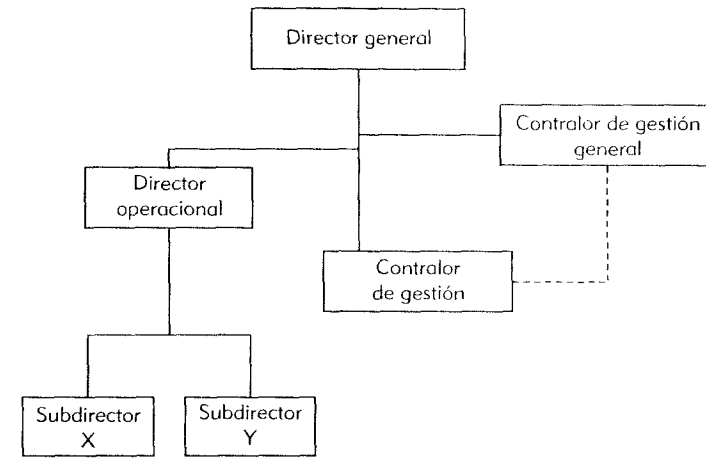 Director general
Contralor de gestión
general
Director
operacional
Contralor
de gestión
Subdirector
X
Subdirector
Y